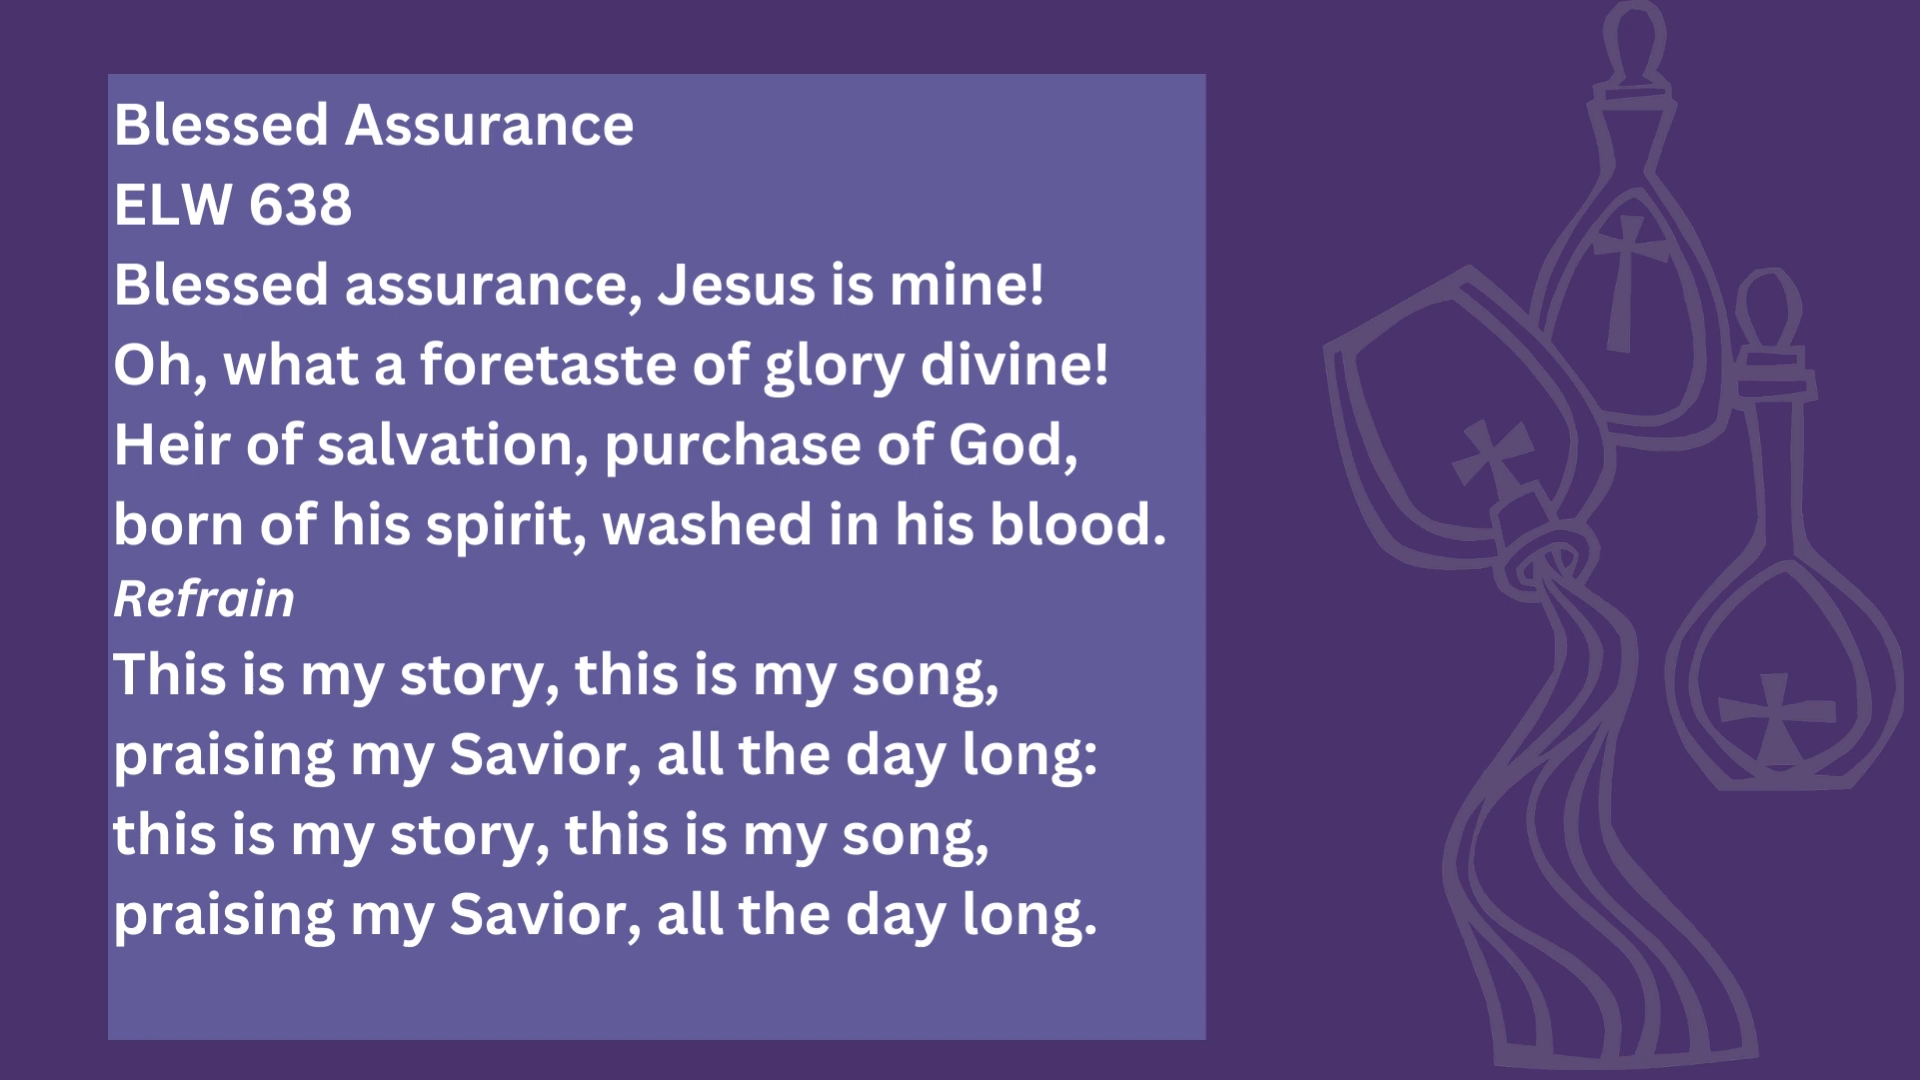 Blessed Assurance
ELW 638
Blessed assurance, Jesus is mine!
Oh, what a foretaste of glory divine!
Heir of salvation, purchase of God,
born of his spirit, washed in his blood.
Refrain
This is my story, this is my song,
praising my Savior, all the day long:
this is my story, this is my song,
praising my Savior, all the day long.